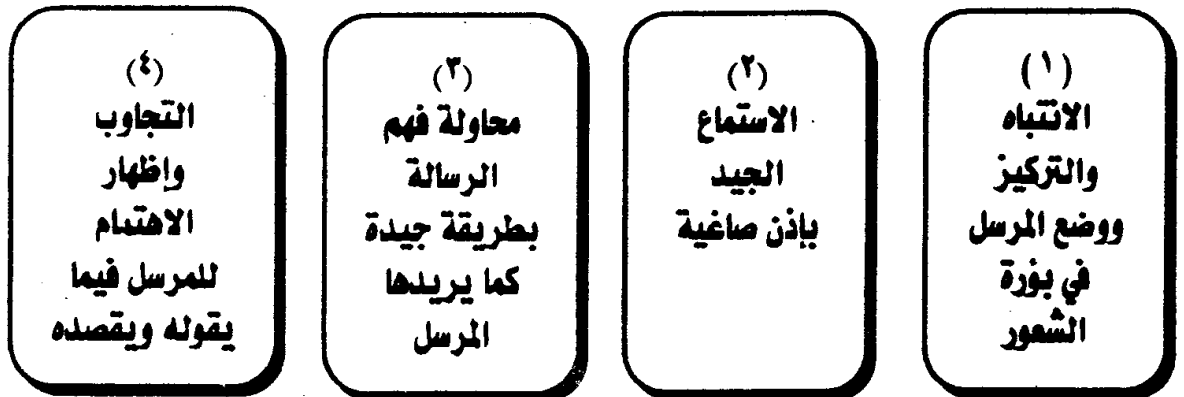 (١)
الانتباه
والتركيز
ووضع المرسل
في بؤرة
الشعور
(٢)
الاستماع
الجيد
بإذن صاغية
(٣)
محاولة فهم
الرسالة
بطريقة جيدة
كما يريدها
المرسل
(٤)
التجاوب
وإظهار
الاهتمام
للمرسل فيما
يقوله ويقصده